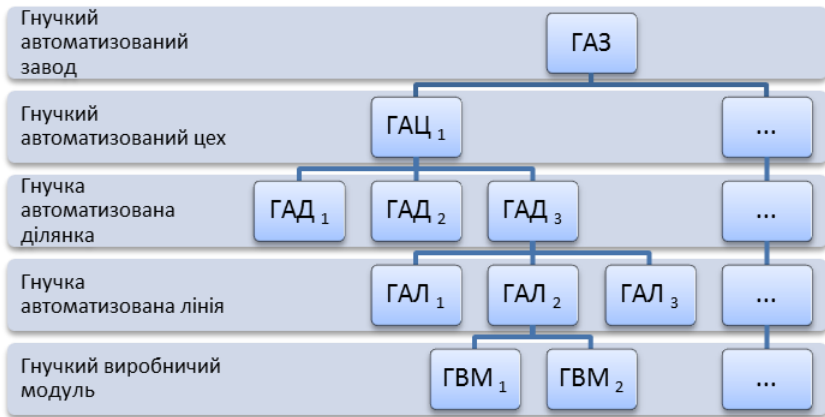 Гнучкий
автоматизований
завод
ГАЗ
Гнучкий
автоматизований цех
ГАЦ 1
...
Гнучка
автоматизована
ділянка
ГАД 1
ГАД 2
ГАД 3
...
Гнучка
автоматизована лінія
ГАЛ 1
ГАЛ 2
ГАЛ 3
...
Гнучкий виробничий
модуль
ГВМ 1
ГВМ 2
...